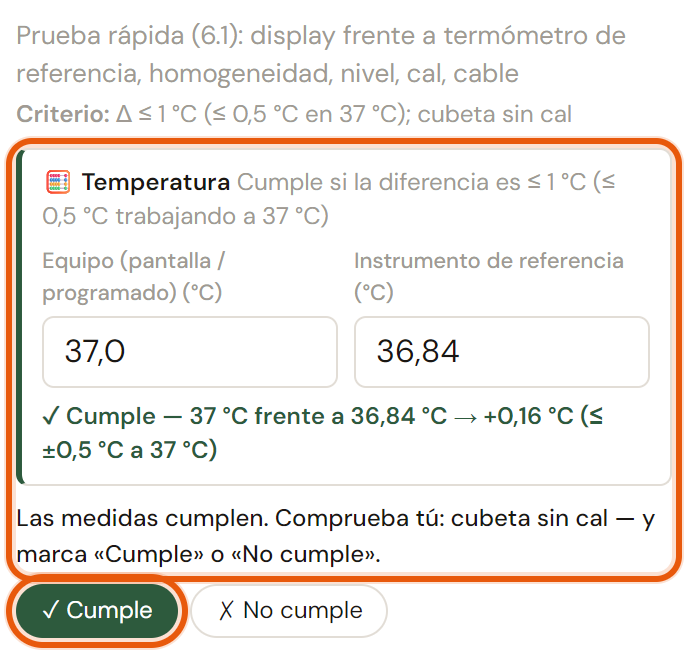 Prueba rápida (6.1): display frente a termómetro de
referencia, homogeneidad, nivel, cal, cable
Criterio: Δ ≤ 1 °C (≤ 0,5 °C en 37 °C); cubeta sin cal
Temperatura Cumple si la diferencia es ≤ 1 °C (≤
0,5 °C trabajando a 37 °C)
Equipo (pantalla /
programado) (°C)
Instrumento de referencia
(°C)
37,0
36,84
✓ Cumple — 37 °C frente a 36,84 °C → +0,16 °C (≤
±0,5 °C a 37 °C)
Las medidas cumplen. Comprueba tú: cubeta sin cal — y
marca «Cumple» o «No cumple».
✓ Cumple
✗ No cumple